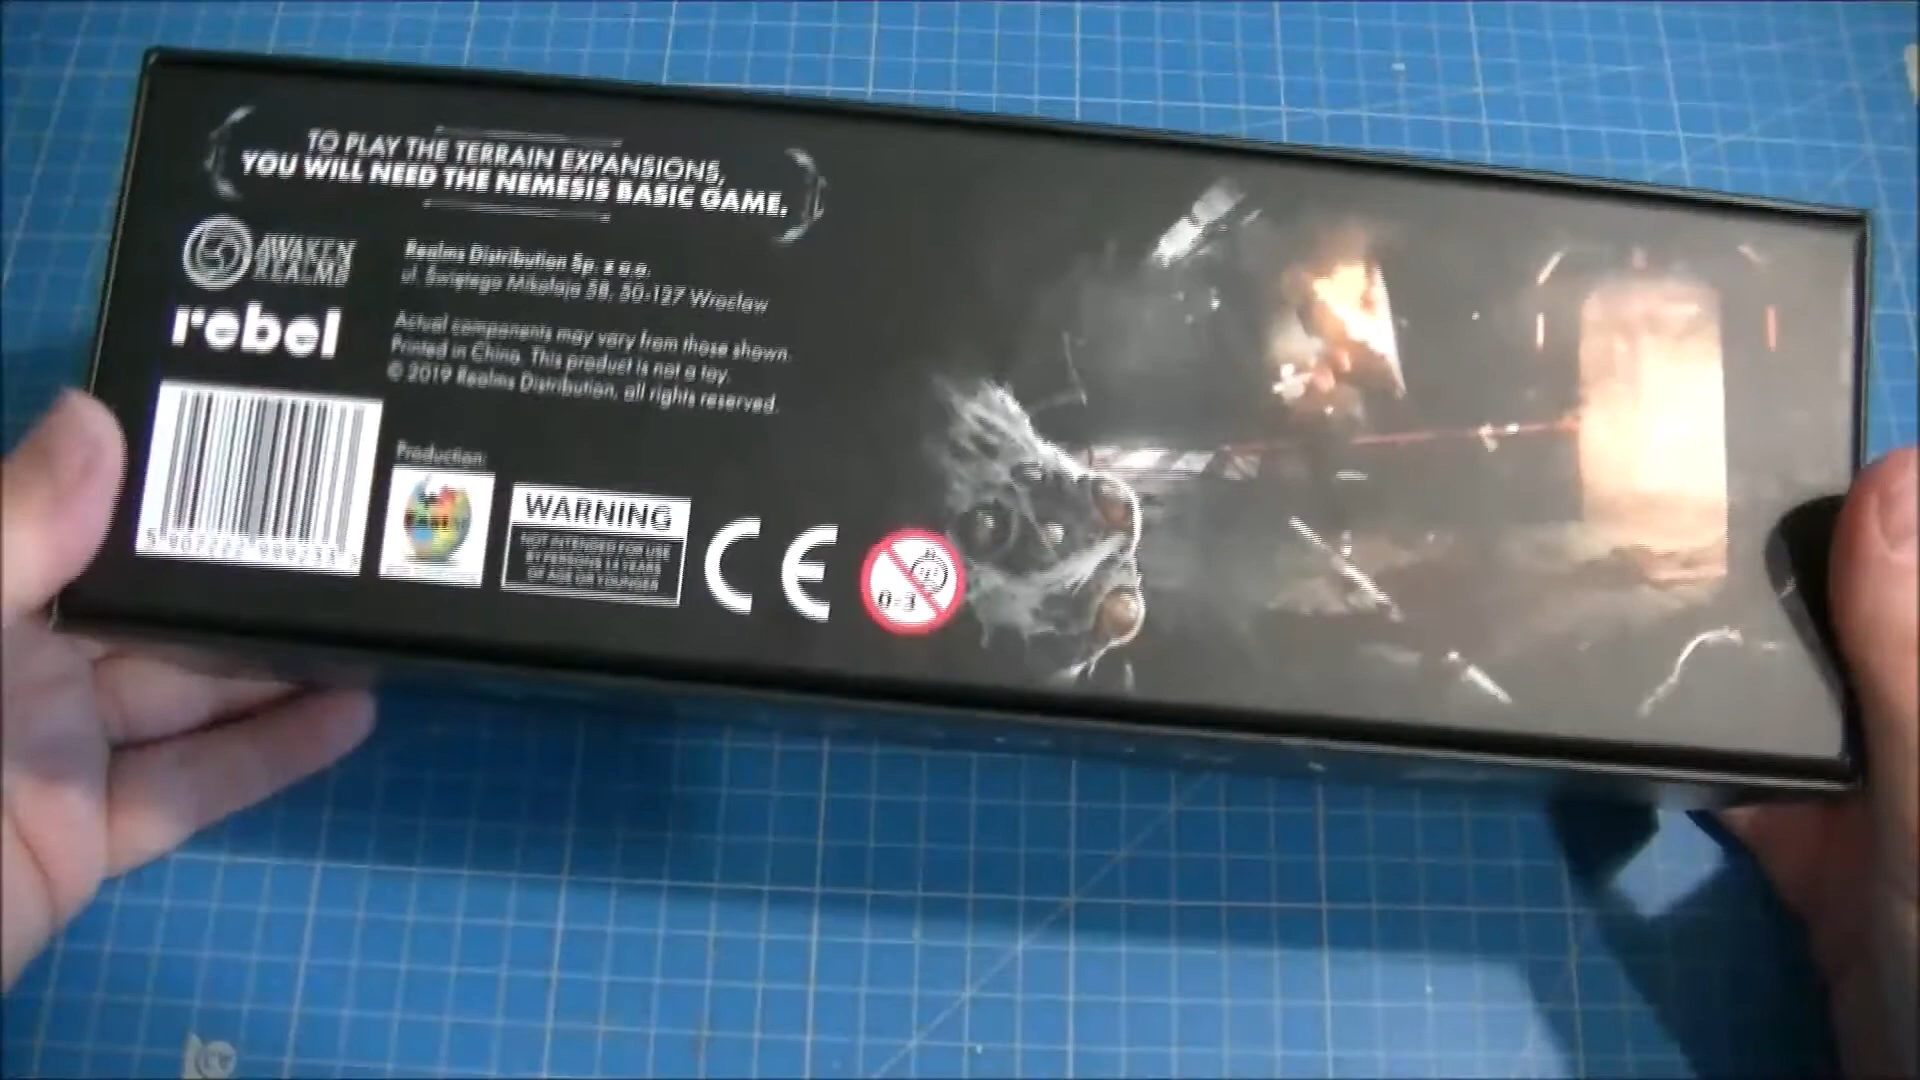 TO PLAY THE TERRAIN EXPANSIONS,
YOU WILL NEED THE NEMESIS BASIC GAME.
AWAKEN
REALMS
Realms Distribution Sp. z o.o.
ul. Świętego Mikołaja 58, 50-127 Wrocław
rebel
Actual components may vary from those shown.
Printed in China. This product is not a toy.
© 2019 Realms Distribution, all rights reserved.
Production:
WARNING
NOT INTENDED FOR USE
BY PERSONS 14 YEARS
OF AGE OR YOUNGER
CE
0-3